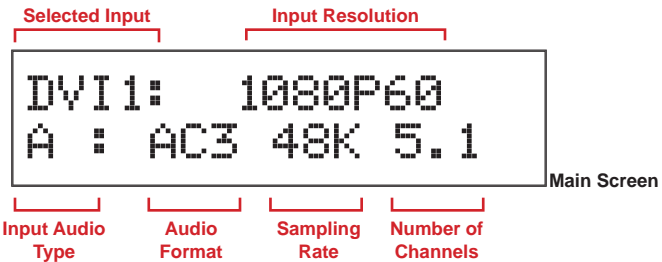 Selected Input Input Resolution
DVI1: 1080P60
A : AC3 48K 5.1
Main Screen
Input Audio Type Audio Format Sampling Rate Number of Channels